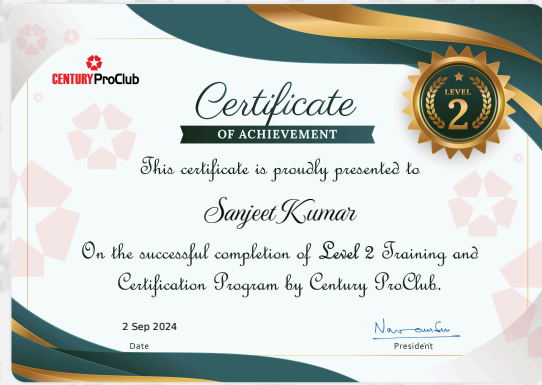 CENTURY ProClub
Certificate
OF ACHIEVEMENT
LEVEL
2
This certificate is proudly presented to
Sanjeet Kumar
On the successful completion of Level 2 Training and
Certification Program by Century ProClub.
2 Sep 2024
Date
President